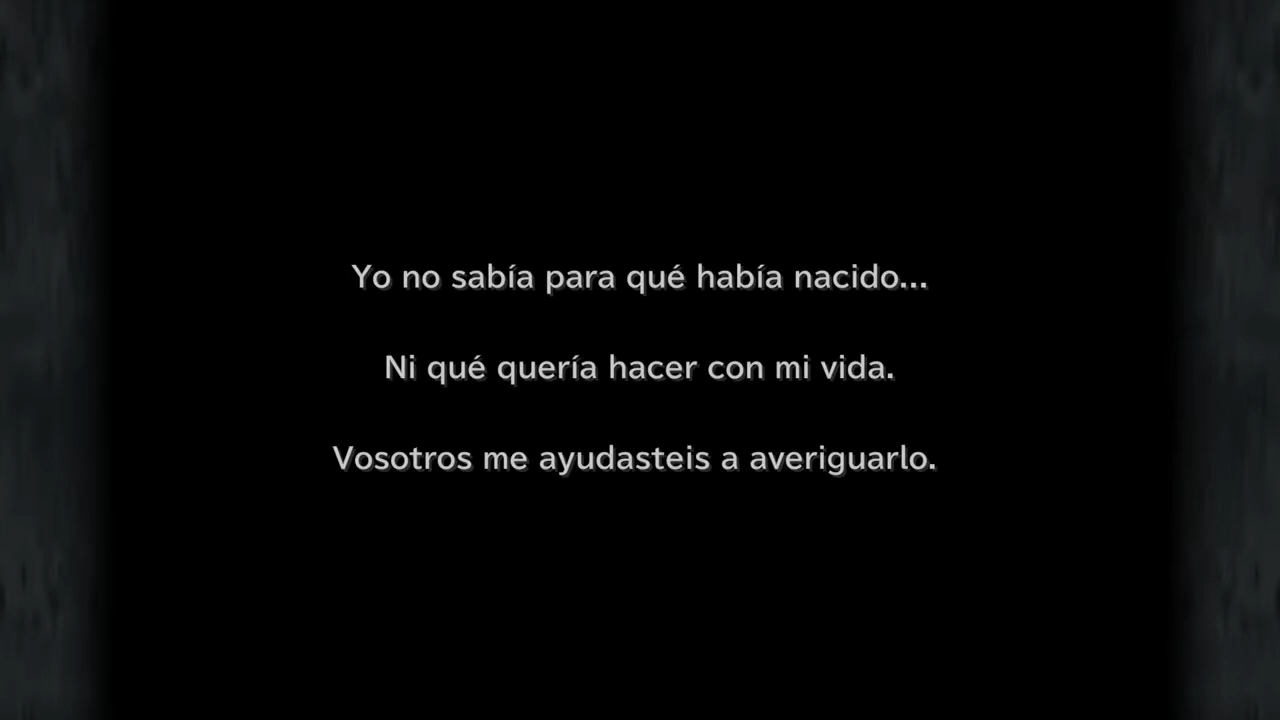 Yo no sabía para qué había nacido...
Ni qué quería hacer con mi vida.
Vosotros me ayudasteis a averiguarlo.